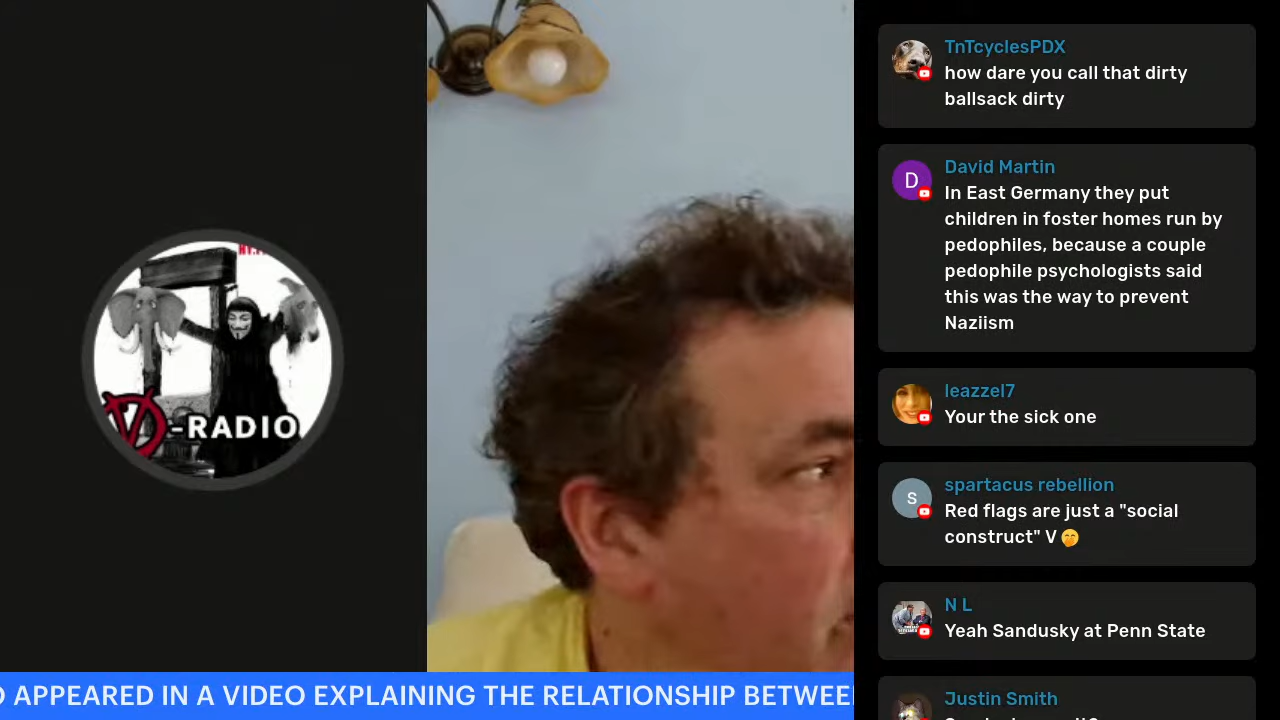 V-RADIO
APPEARED IN A VIDEO EXPLAINING THE RELATIONSHIP
TnTcyclesPDX
how dare you call that dirty
ballsack dirty
D
David Martin
In East Germany they put
children in foster homes run by
pedophiles, because a couple
pedophile psychologists said
this was the way to prevent
Naziism
leazzel7
Your the sick one
s
spartacus rebellion
Red flags are just a "social
construct" V 🤭
N L
Yeah Sandusky at Penn State
Justin Smith